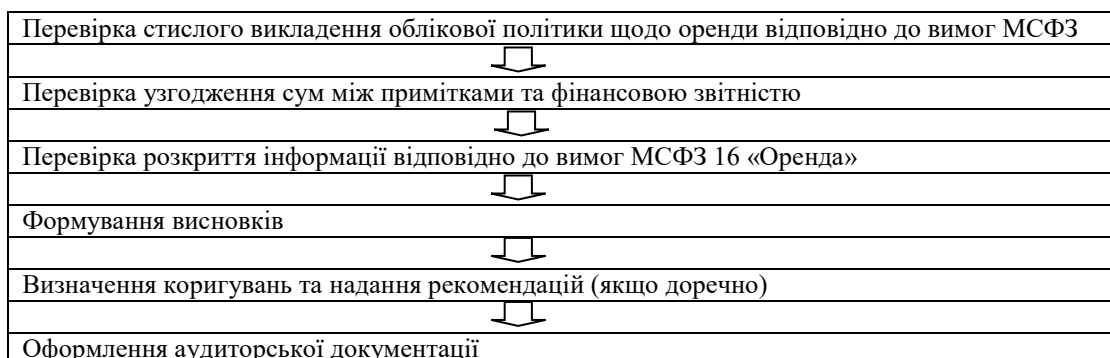 Перевірка стислого викладення облікової політики щодо оренди відповідно до вимог МСФЗ
Перевірка узгодження сум між примітками та фінансовою звітністю
Перевірка розкриття інформації відповідно до вимог МСФЗ 16 «Оренда»
Формування висновків
Визначення коригувань та надання рекомендацій (якщо доречно)
Оформлення аудиторської документації